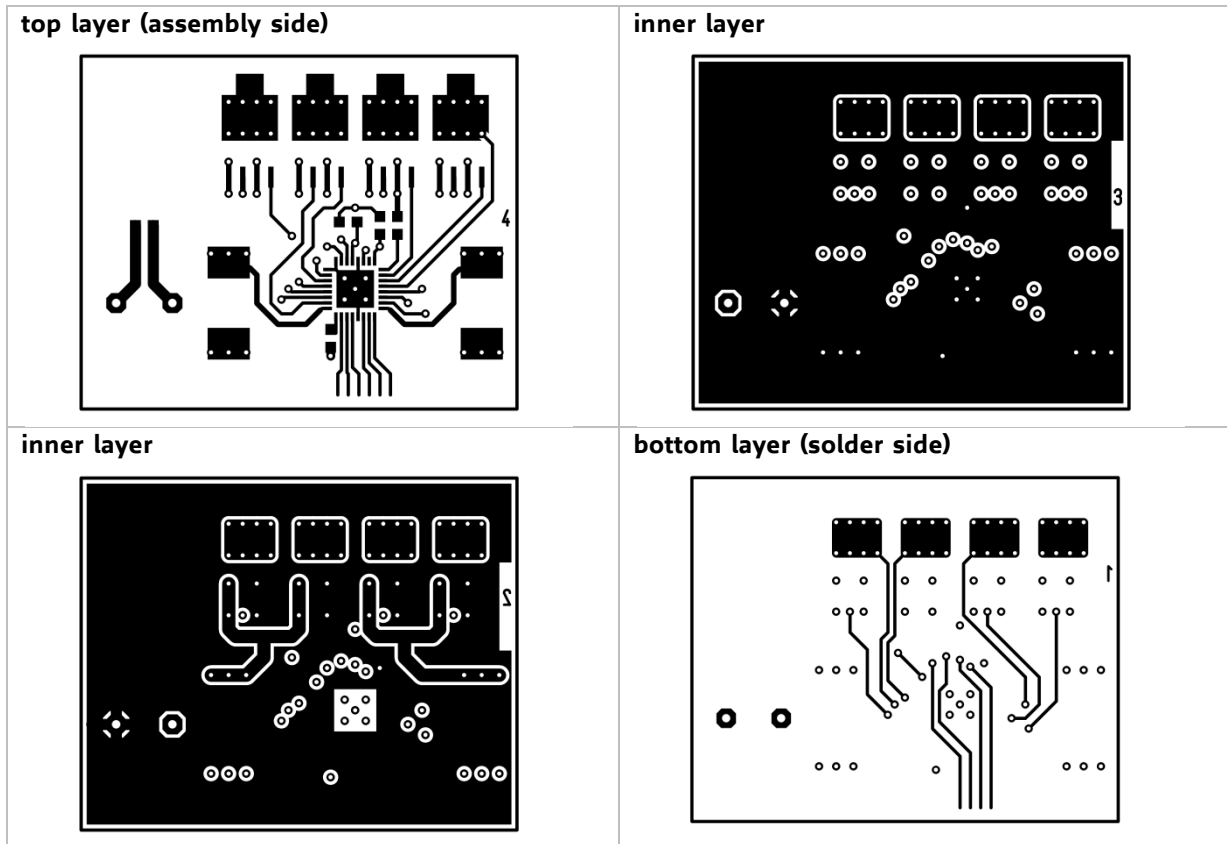 top layer (assembly side)
inner layer
4
3
inner layer
bottom layer (solder side)
2
1